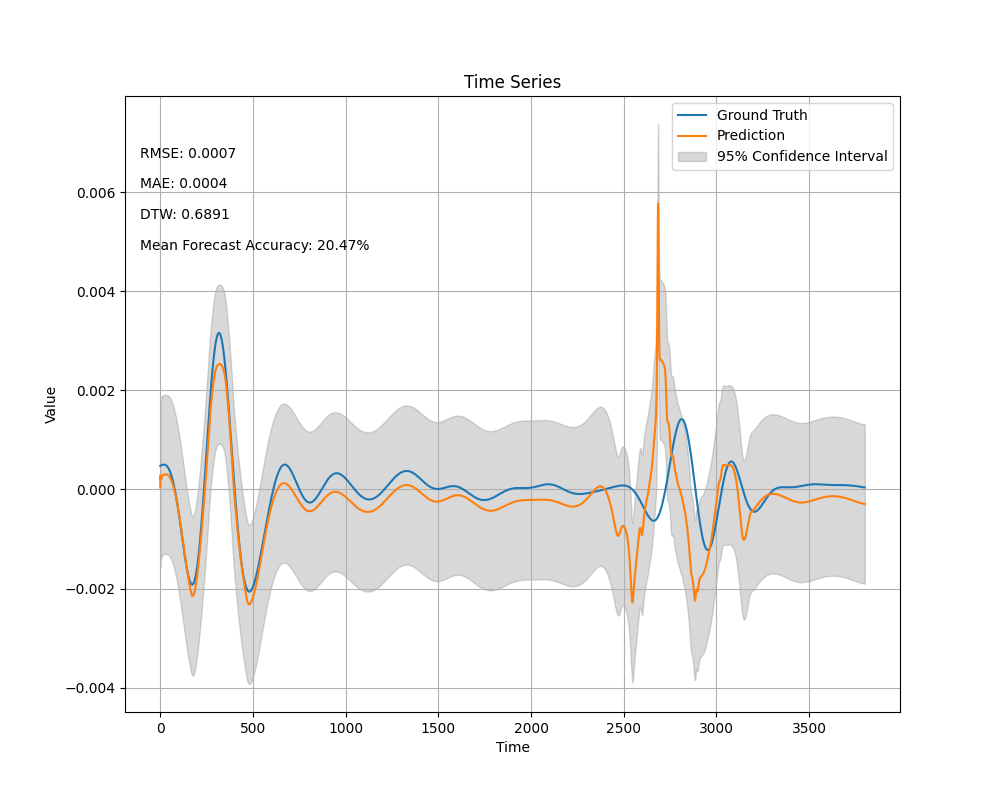 Time Series
Ground Truth
Prediction
95% Confidence Interval
RMSE: 0.0007
MAE: 0.0004
DTW: 0.6891
Mean Forecast Accuracy: 20.47%
0.006
0.004
0.002
0.000
−0.002
−0.004
Value
0 500 1000 1500 2000 2500 3000 3500
Time